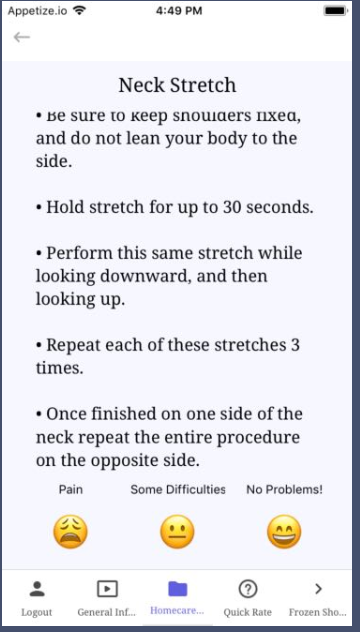 Appetize.io 4:49 PM
Neck Stretch
• Be sure to keep shoulders fixed,
and do not lean your body to the
side.
• Hold stretch for up to 30 seconds.
• Perform this same stretch while
looking downward, and then
looking up.
• Repeat each of these stretches 3
times.
• Once finished on one side of the
neck repeat the entire procedure
on the opposite side.
Pain Some Difficulties No Problems!
Logout General Inf... Homecare... Quick Rate Frozen Sho...